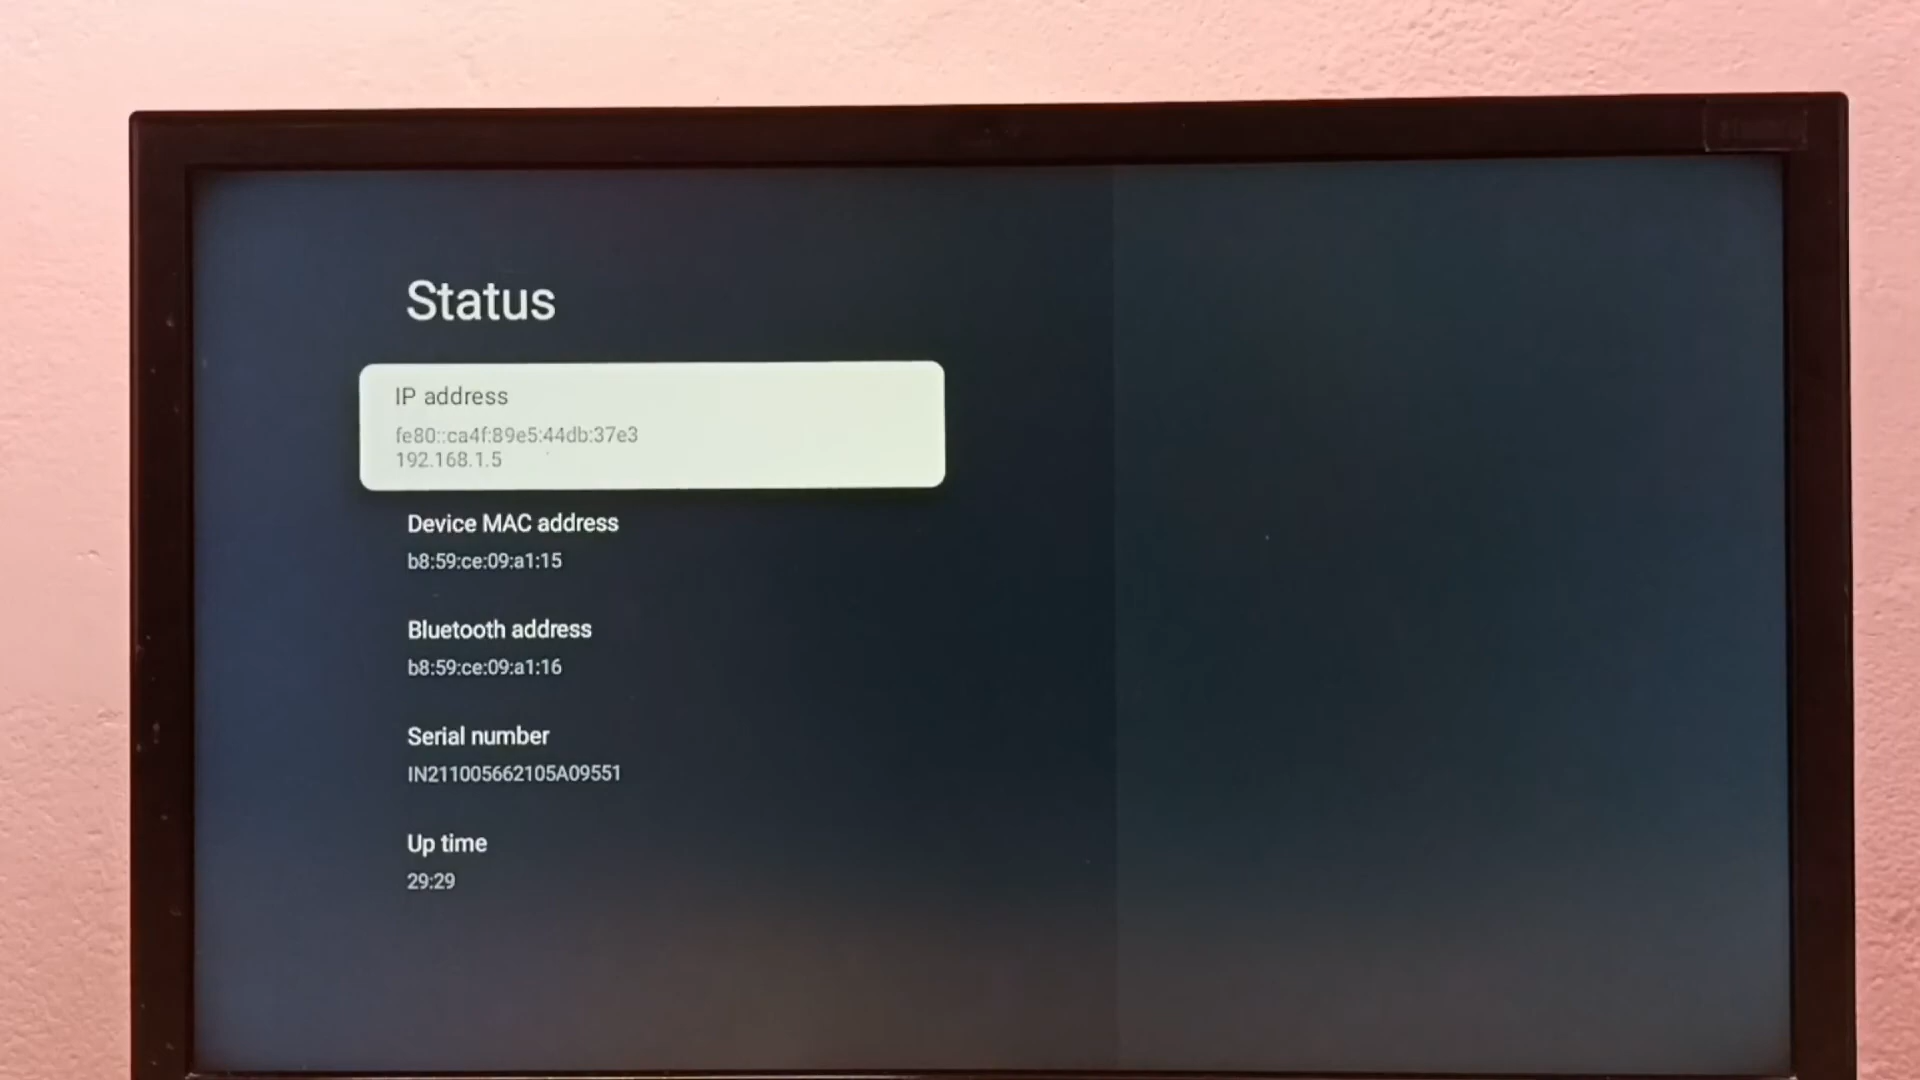 Status
IP address
fe80::ca4f:89e5:44db:37e3
192.168.1.5
Device MAC address
b8:59:ce:09:a1:15
Bluetooth address
b8:59:ce:09:a1:16
Serial number
IN211005662105A09551
Up time
29:29